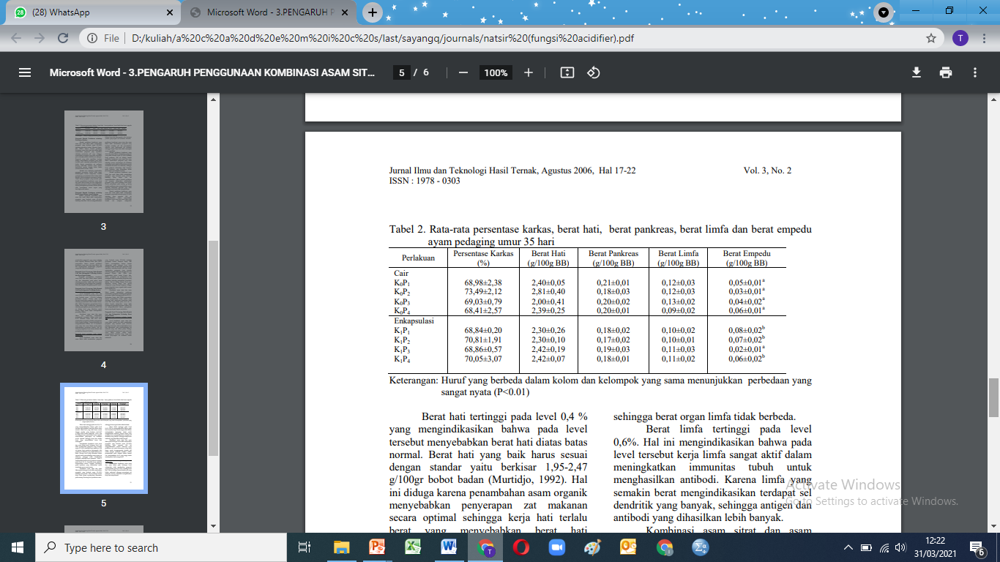 28
(28) WhatsApp
Microsoft Word - 3.PENGARUH P
File
D:/kuliah/a%20c%20a%20d%20e%20m%20i%20c%20s/last/sayangq/journals/natsir%20(fungsi%20acidifier).pdf
T
Microsoft Word - 3.PENGARUH PENGGUNAAN KOMBINASI ASAM SIT...
5 / 6
100%
3
4
5
Jurnal Ilmu dan Teknologi Hasil Ternak, Agustus 2006, Hal 17-22 Vol. 3, No. 2
ISSN : 1978 - 0303
Tabel 2. Rata-rata persentase karkas, berat hati, berat pankreas, berat limfa dan berat empedu
ayam pedaging umur 35 hari
Perlakuan Persentase Karkas (%) Berat Hati (g/100g BB) Berat Pankreas (g/100g BB) Berat Limfa (g/100g BB) Berat Empedu (g/100g BB)
Cair
K₀P₁ 68,98±2,38 2,40±0,05 0,21±0,01 0,12±0,03 0,05±0,01ᵃ
K₀P₂ 73,49±2,12 2,81±0,40 0,18±0,03 0,12±0,03 0,03±0,01ᵃ
K₀P₃ 69,03±0,79 2,00±0,41 0,20±0,02 0,13±0,02 0,04±0,02ᵃ
K₀P₄ 68,41±2,57 2,39±0,25 0,20±0,01 0,09±0,02 0,06±0,01ᵃ
Enkapsulasi
K₁P₁ 68,84±0,20 2,30±0,26 0,18±0,02 0,10±0,02 0,08±0,02ᵇ
K₁P₂ 70,81±1,91 2,30±0,10 0,17±0,02 0,10±0,01 0,07±0,02ᵇ
K₁P₃ 68,86±0,57 2,42±0,19 0,19±0,03 0,11±0,03 0,02±0,01ᵃ
K₁P₄ 70,05±3,07 2,42±0,07 0,18±0,01 0,11±0,02 0,06±0,02ᵇ
Keterangan: Huruf yang berbeda dalam kolom dan kelompok yang sama menunjukkan perbedaan yang
sangat nyata (P<0.01)
Berat hati tertinggi pada level 0,4 %
yang mengindikasikan bahwa pada level
tersebut menyebabkan berat hati diatas batas
normal. Berat hati yang baik harus sesuai
dengan standar yaitu berkisar 1,95-2,47
g/100gr bobot badan (Murtidjo, 1992). Hal
ini diduga karena penambahan asam organik
menyebabkan penyerapan zat makanan
secara optimal sehingga kerja hati terlalu
berat yang menyebabkan berat hati
sehingga berat organ limfa tidak berbeda.
Berat limfa tertinggi pada level
0,6%. Hal ini mengindikasikan bahwa pada
level tersebut kerja limfa sangat aktif dalam
meningkatkan immunitas tubuh untuk
menghasilkan antibodi. Karena limfa yang
semakin berat mengindikasikan terdapat sel
dendritik yang banyak, sehingga antigen dan
antibodi yang dihasilkan lebih banyak.
Kombinasi asam sitrat dan asam
Activate Windows
Go to Settings to activate Windows.
Type here to search
12:22
31/03/2021
6